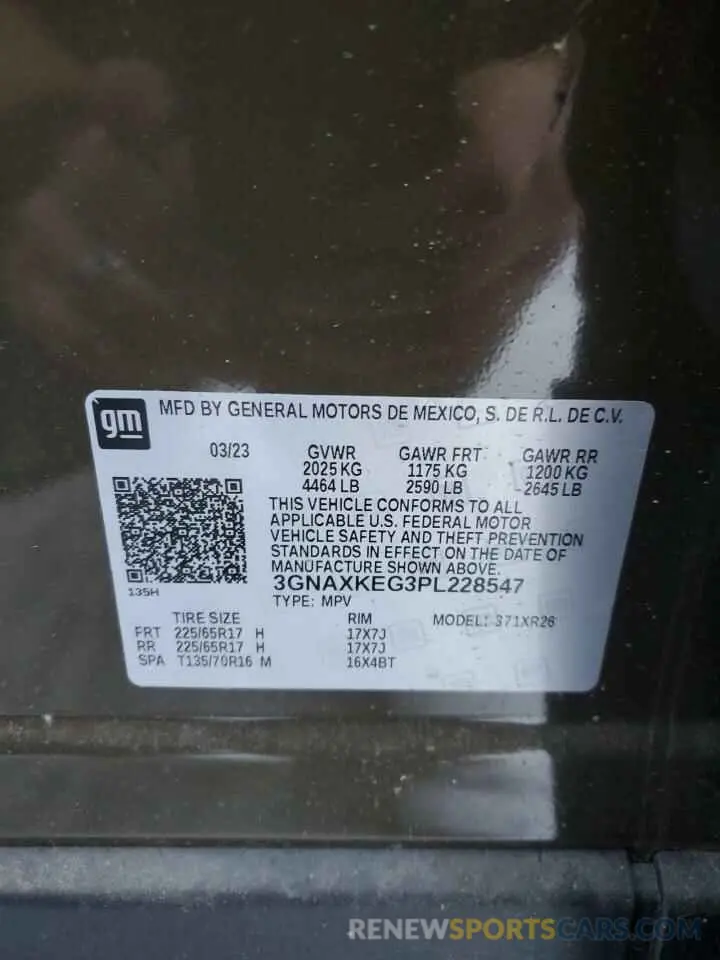 gm
MFD BY GENERAL MOTORS DE MEXICO, S. DE R.L. DE C.V.
03/23 GVWR GAWR FRT GAWR RR
2025 KG 1175 KG 1200 KG
4464 LB 2590 LB 2645 LB
THIS VEHICLE CONFORMS TO ALL
APPLICABLE U.S. FEDERAL MOTOR
VEHICLE SAFETY AND THEFT PREVENTION
STANDARDS IN EFFECT ON THE DATE OF
MANUFACTURE SHOWN ABOVE.
3GNAXKEG3PL228547
135H
TYPE: MPV
TIRE SIZE RIM MODEL: 371XR26
FRT 225/65R17 H 17X7J
RR 225/65R17 H 17X7J
SPA T135/70R16 M 16X4BT
RENEWSPORTSCARS.COM